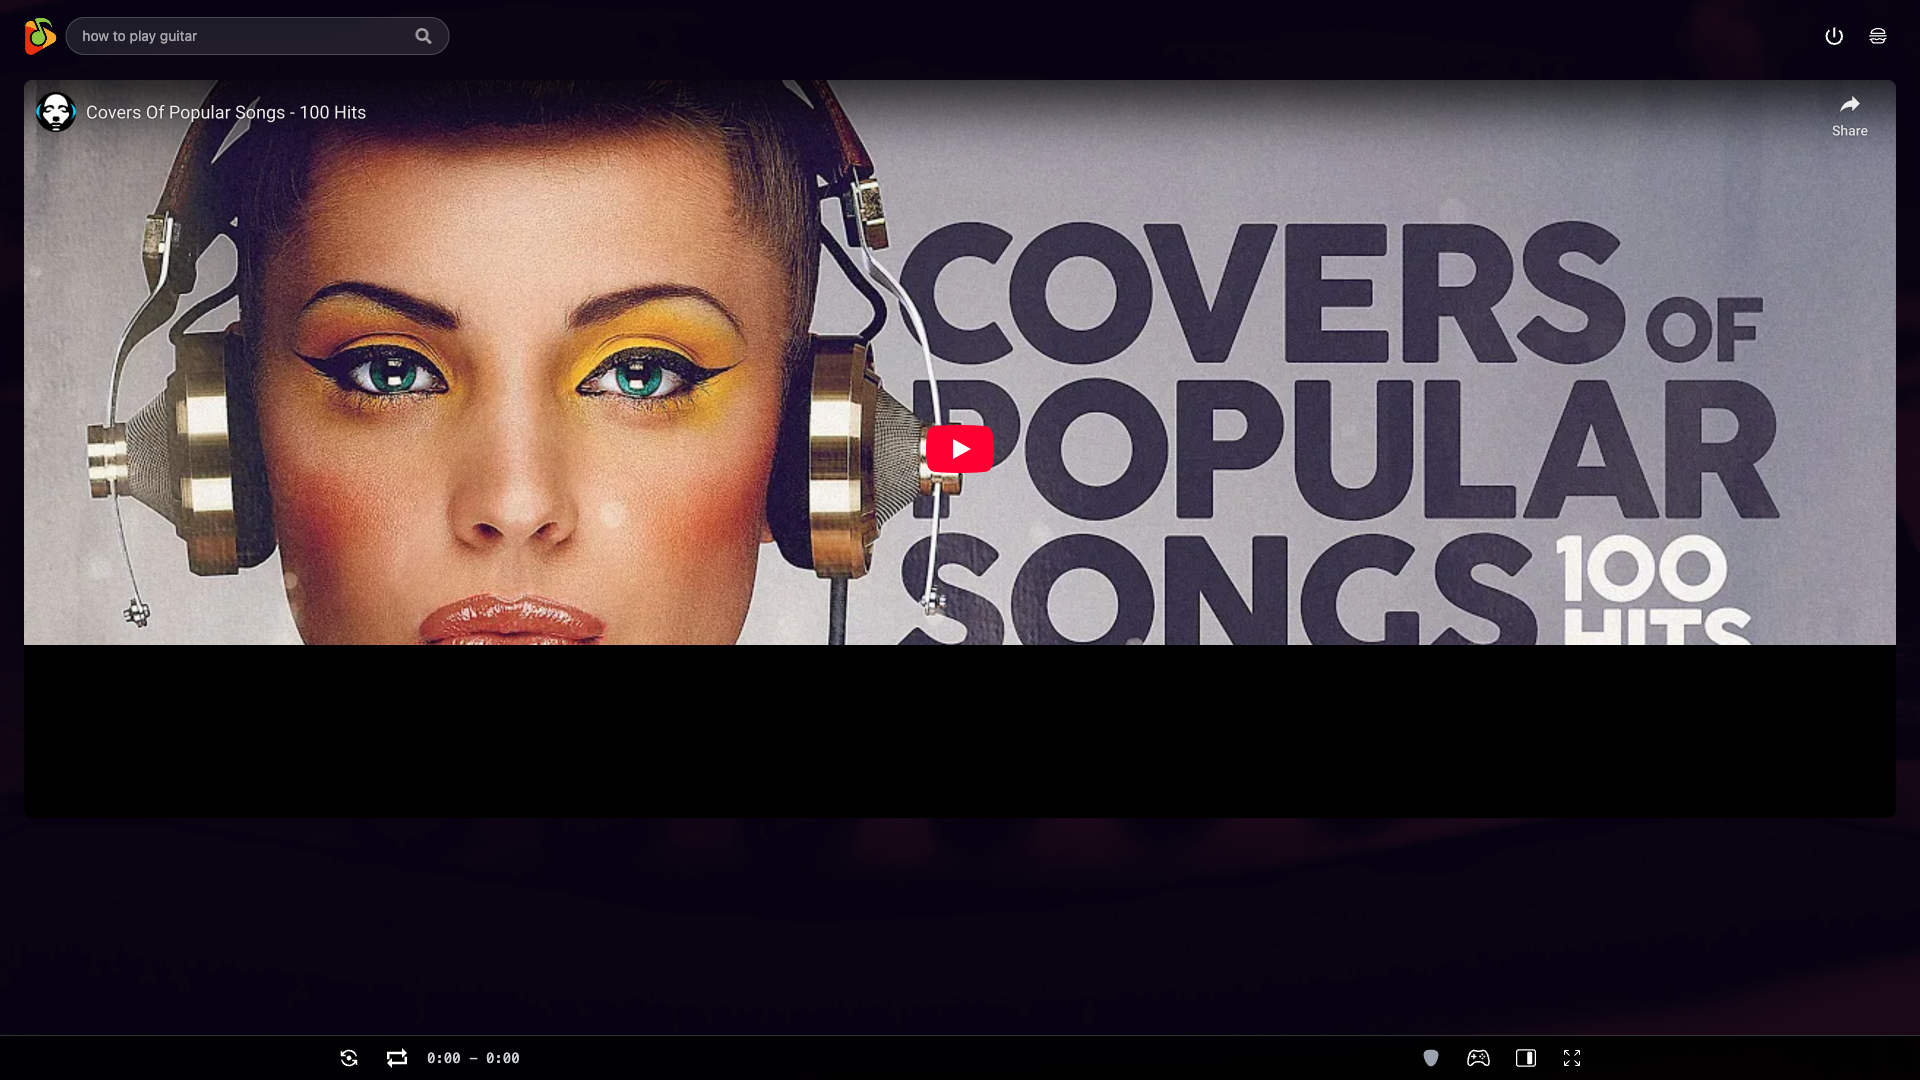 how to play guitar
Covers Of Popular Songs - 100 Hits
Share
COVERS OF
POPULAR
SONGS 100
HITS
0:00 – 0:00